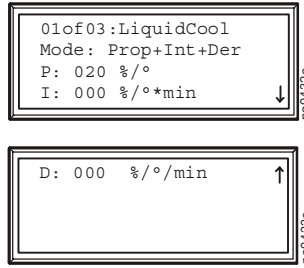 01of03:LiquidCool
Mode: Prop+Int+Der
P: 020 %/°
I: 000 %/°*min ↓
D: 000 %/°/min ↑